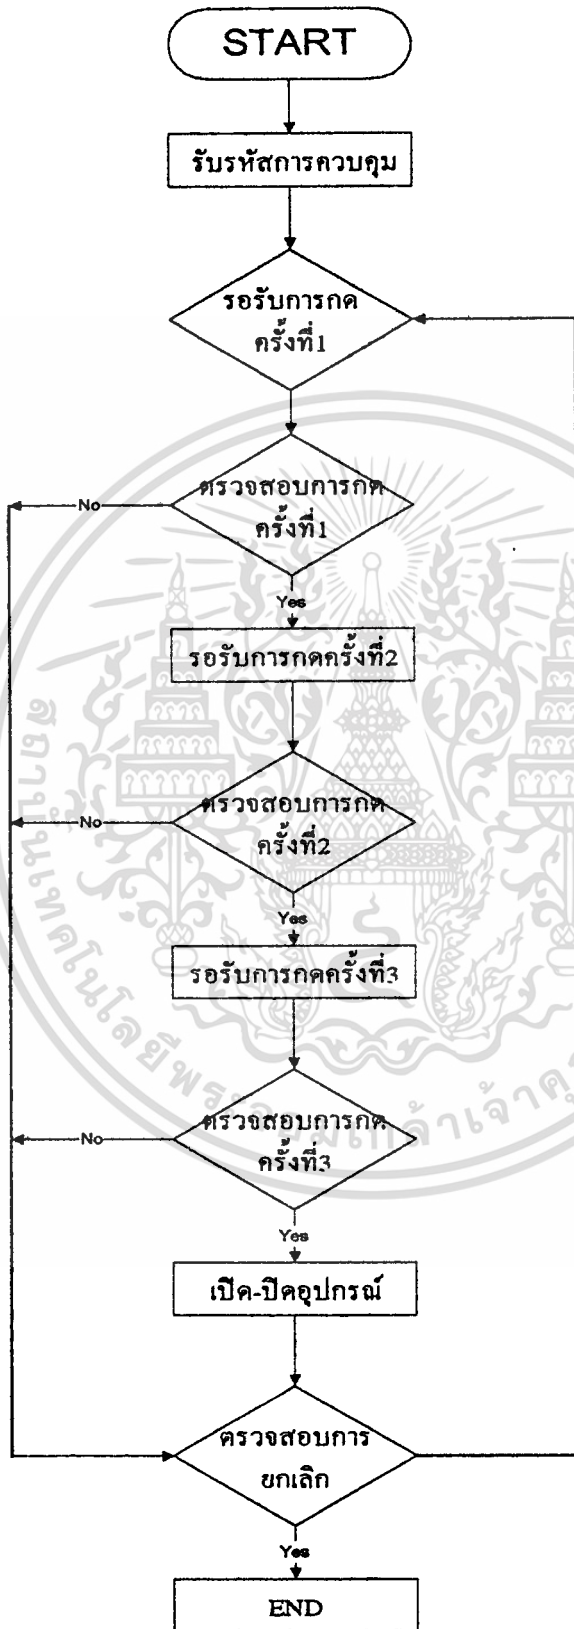 START
รับรหัสการควบคุม
รอรับการกด
ครั้งที่1
ตรวจสอบการกด
ครั้งที่1
No
Yes
รอรับการกดครั้งที่2
ตรวจสอบการกด
ครั้งที่2
No
Yes
รอรับการกดครั้งที่3
ตรวจสอบการกด
ครั้งที่3
No
Yes
เปิด-ปิดอุปกรณ์
ตรวจสอบการ
ยกเลิก
Yes
END